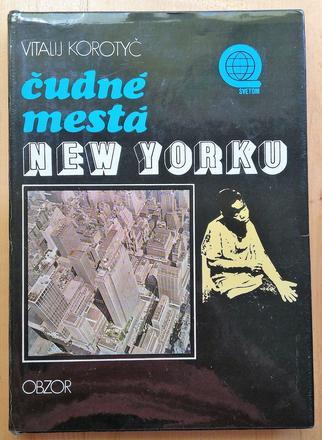 VITALIJ KOROTYČ
SVETOM
čudné
mestá
NEW YORKU
OBZOR